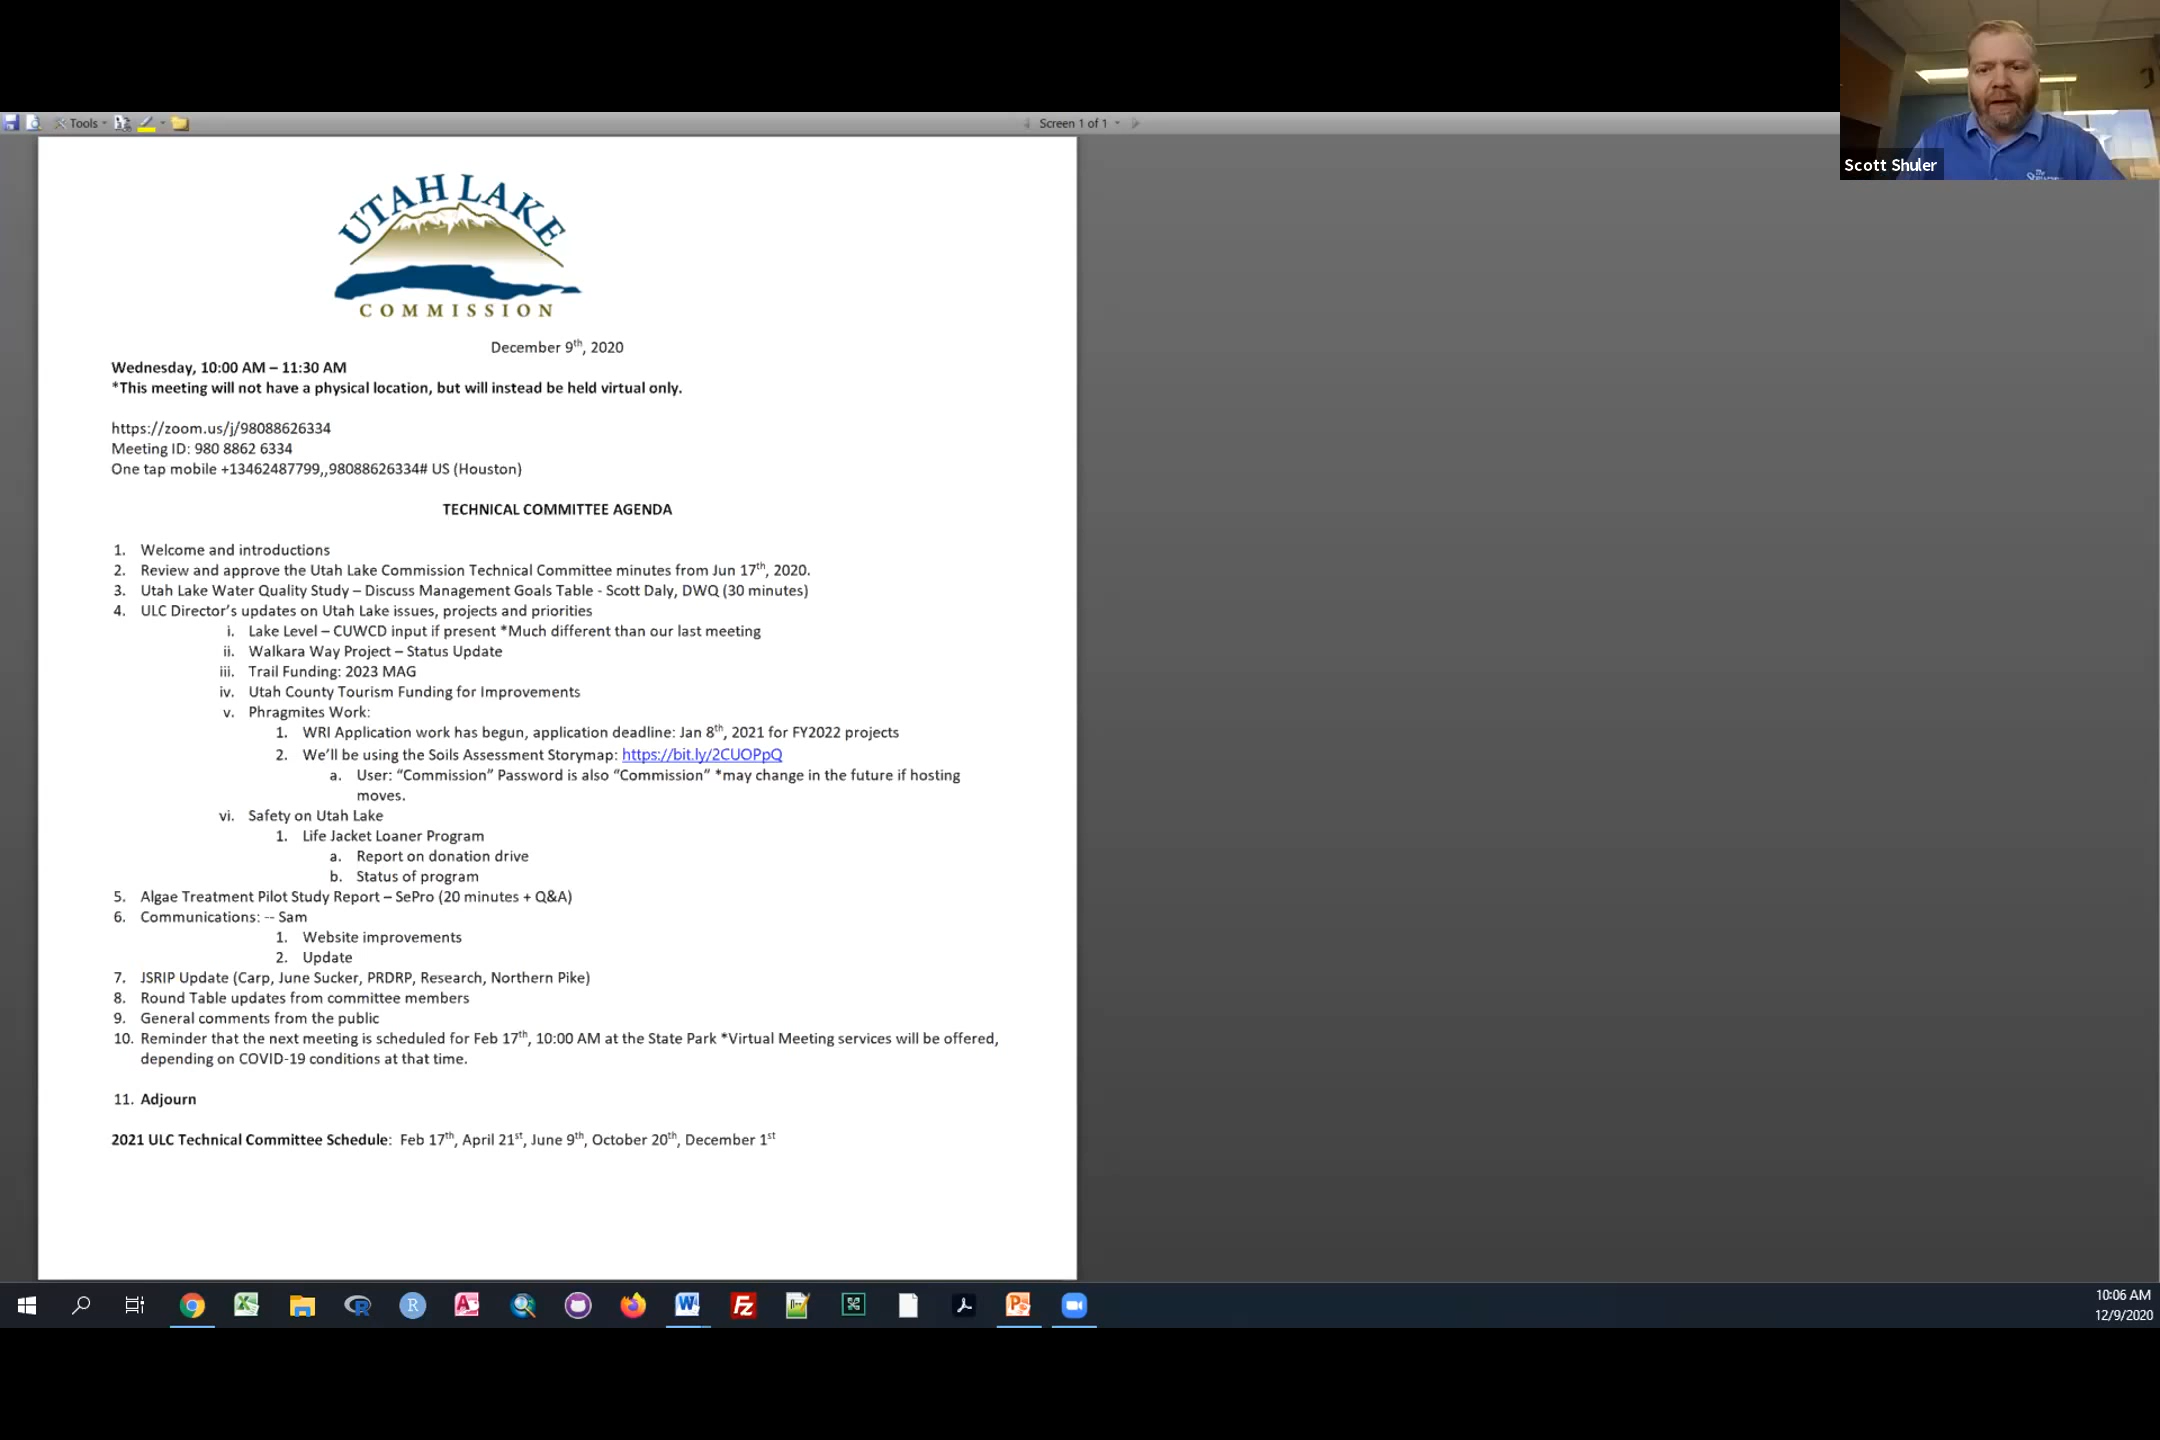 Tools
Screen 1 of 1
Scott Shuler
UTAH LAKE
COMMISSION
December 9th, 2020
Wednesday, 10:00 AM – 11:30 AM
*This meeting will not have a physical location, but will instead be held virtual only.
https://zoom.us/j/98088626334
Meeting ID: 980 8862 6334
One tap mobile +13462487799,,98088626334# US (Houston)
TECHNICAL COMMITTEE AGENDA
1. Welcome and introductions
2. Review and approve the Utah Lake Commission Technical Committee minutes from Jun 17th, 2020.
3. Utah Lake Water Quality Study – Discuss Management Goals Table - Scott Daly, DWQ (30 minutes)
4. ULC Director's updates on Utah Lake issues, projects and priorities
i. Lake Level – CUWCD input if present *Much different than our last meeting
ii. Walkara Way Project – Status Update
iii. Trail Funding: 2023 MAG
iv. Utah County Tourism Funding for Improvements
v. Phragmites Work:
1. WRI Application work has begun, application deadline: Jan 8th, 2021 for FY2022 projects
2. We'll be using the Soils Assessment Storymap: https://bit.ly/2CUOPpQ
a. User: “Commission” Password is also “Commission” *may change in the future if hosting
moves.
vi. Safety on Utah Lake
1. Life Jacket Loaner Program
a. Report on donation drive
b. Status of program
5. Algae Treatment Pilot Study Report – SePro (20 minutes + Q&A)
6. Communications: -- Sam
1. Website improvements
2. Update
7. JSRIP Update (Carp, June Sucker, PRDRP, Research, Northern Pike)
8. Round Table updates from committee members
9. General comments from the public
10. Reminder that the next meeting is scheduled for Feb 17th, 10:00 AM at the State Park *Virtual Meeting services will be offered,
depending on COVID-19 conditions at that time.
11. Adjourn
2021 ULC Technical Committee Schedule: Feb 17th, April 21st, June 9th, October 20th, December 1st
10:06 AM
12/9/2020